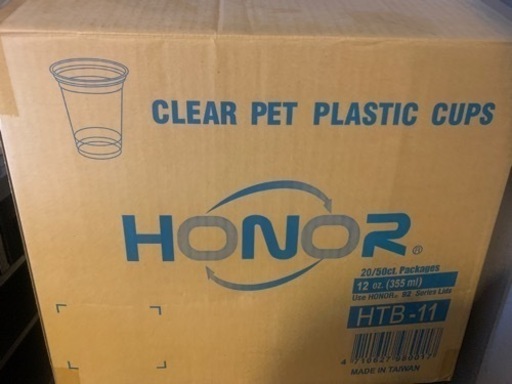 CLEAR PET PLASTIC CUPS
HONOR®
20/50ct. Packages
12 oz. (355 ml)
Use HONOR® 92 Series Lids
HTB-11
MADE IN TAIWAN